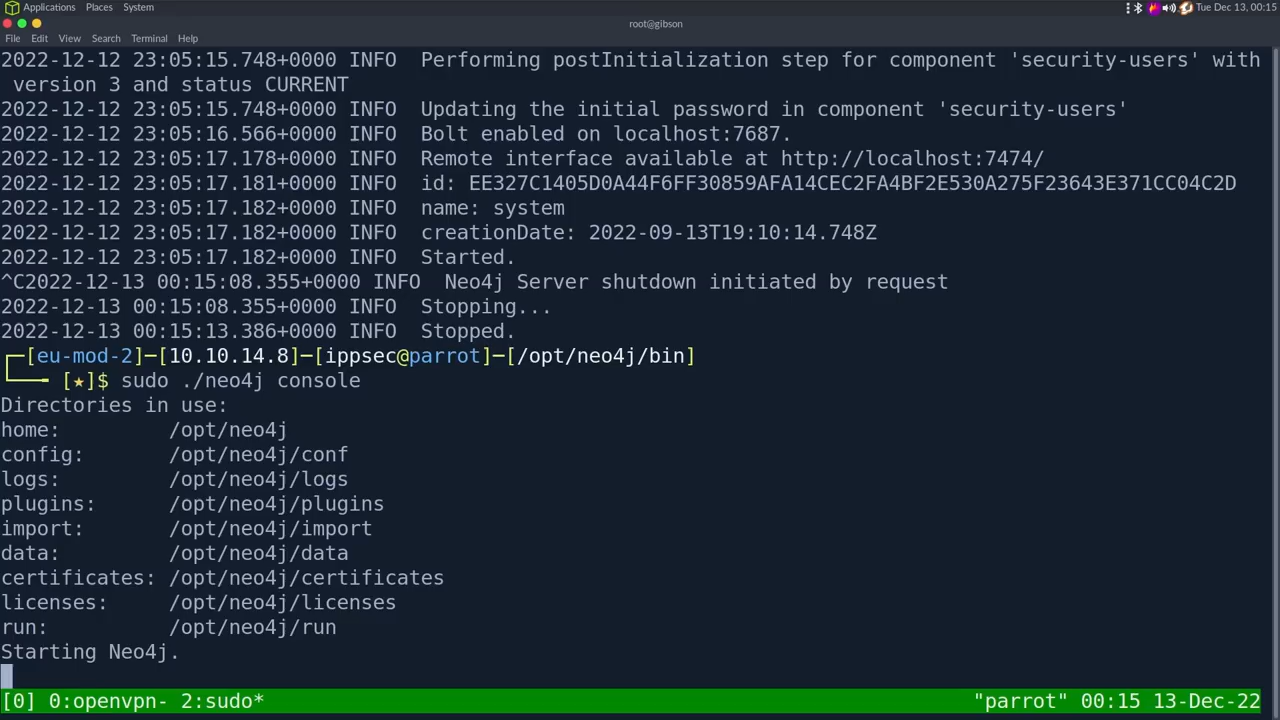 Applications Places System Tue Dec 13, 00:15
root@gibson
File Edit View Search Terminal Help
2022-12-12 23:05:15.748+0000 INFO  Performing postInitialization step for component 'security-users' with
 version 3 and status CURRENT
2022-12-12 23:05:15.748+0000 INFO  Updating the initial password in component 'security-users'
2022-12-12 23:05:16.566+0000 INFO  Bolt enabled on localhost:7687.
2022-12-12 23:05:17.178+0000 INFO  Remote interface available at http://localhost:7474/
2022-12-12 23:05:17.181+0000 INFO  id: EE327C1405D0A44F6FF30859AFA14CEC2FA4BF2E530A275F23643E371CC04C2D
2022-12-12 23:05:17.182+0000 INFO  name: system
2022-12-12 23:05:17.182+0000 INFO  creationDate: 2022-09-13T19:10:14.748Z
2022-12-12 23:05:17.182+0000 INFO  Started.
^C2022-12-13 00:15:08.355+0000 INFO  Neo4j Server shutdown initiated by request
2022-12-13 00:15:08.355+0000 INFO  Stopping...
2022-12-13 00:15:13.386+0000 INFO  Stopped.
┌─[eu-mod-2]─[10.10.14.8]─[ippsec@parrot]─[/opt/neo4j/bin]
└── [★]$ sudo ./neo4j console
Directories in use:
home:         /opt/neo4j
config:       /opt/neo4j/conf
logs:         /opt/neo4j/logs
plugins:      /opt/neo4j/plugins
import:       /opt/neo4j/import
data:         /opt/neo4j/data
certificates: /opt/neo4j/certificates
licenses:     /opt/neo4j/licenses
run:          /opt/neo4j/run
Starting Neo4j.
[0] 0:openvpn- 2:sudo* "parrot" 00:15 13-Dec-22